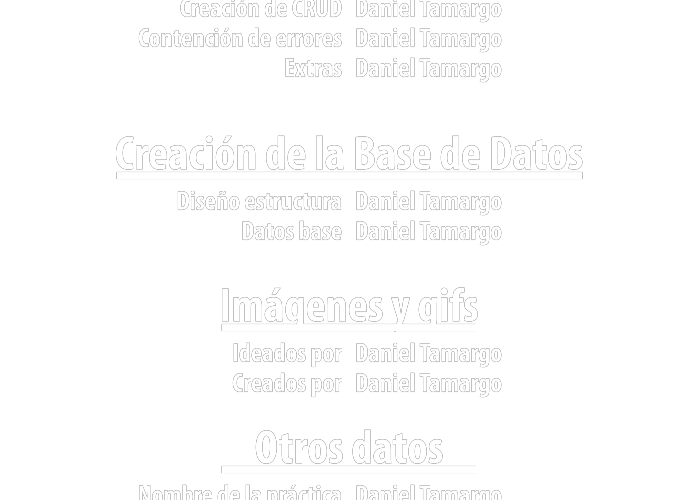 Creación de CRUD Daniel Tamargo
Contención de errores Daniel Tamargo
Extras Daniel Tamargo
Creación de la Base de Datos
Diseño estructura Daniel Tamargo
Datos base Daniel Tamargo
Imágenes y gifs
Ideados por Daniel Tamargo
Creados por Daniel Tamargo
Otros datos
Nombre de la práctica Daniel Tamargo